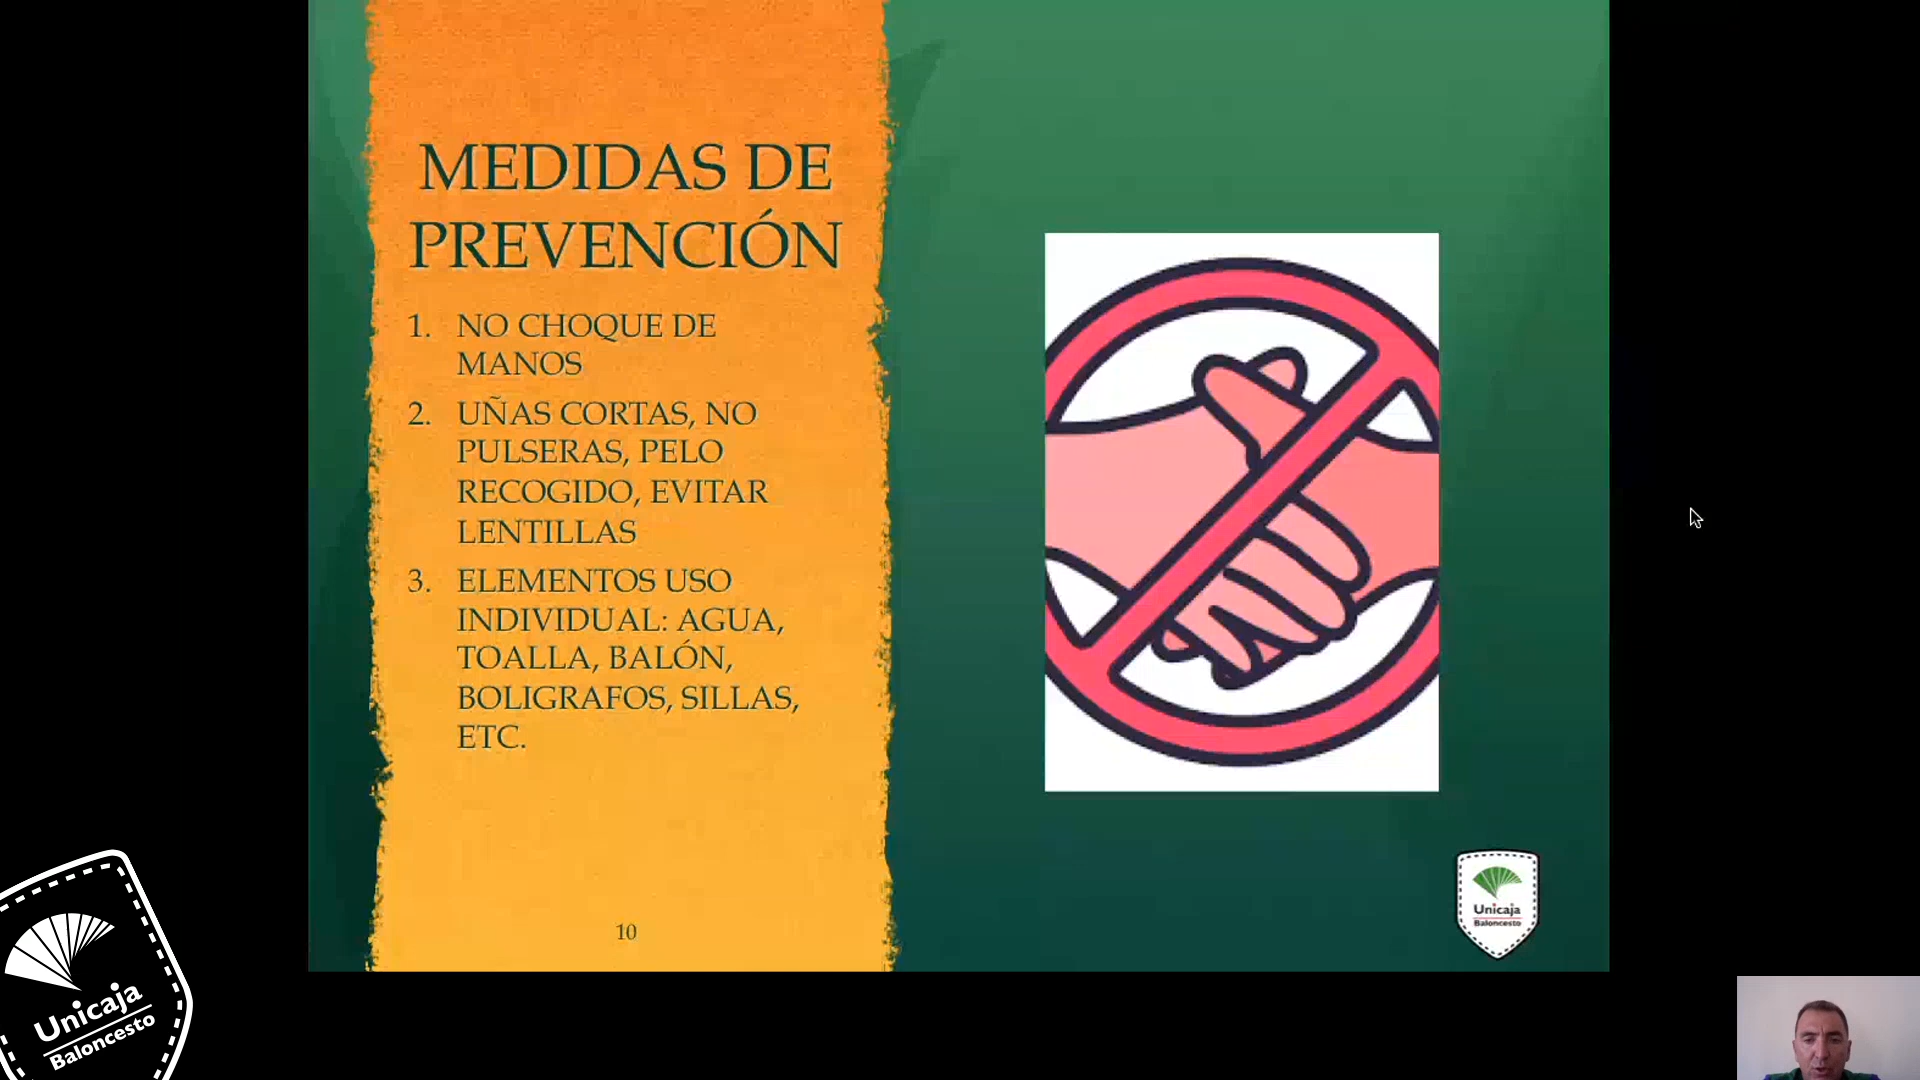 MEDIDAS DE
PREVENCIÓN
1. NO CHOQUE DE
MANOS
2. UÑAS CORTAS, NO
PULSERAS, PELO
RECOGIDO, EVITAR
LENTILLAS
3. ELEMENTOS USO
INDIVIDUAL: AGUA,
TOALLA, BALÓN,
BOLIGRAFOS, SILLAS,
ETC.
10
Unicaja
Baloncesto
Unicaja
Baloncesto